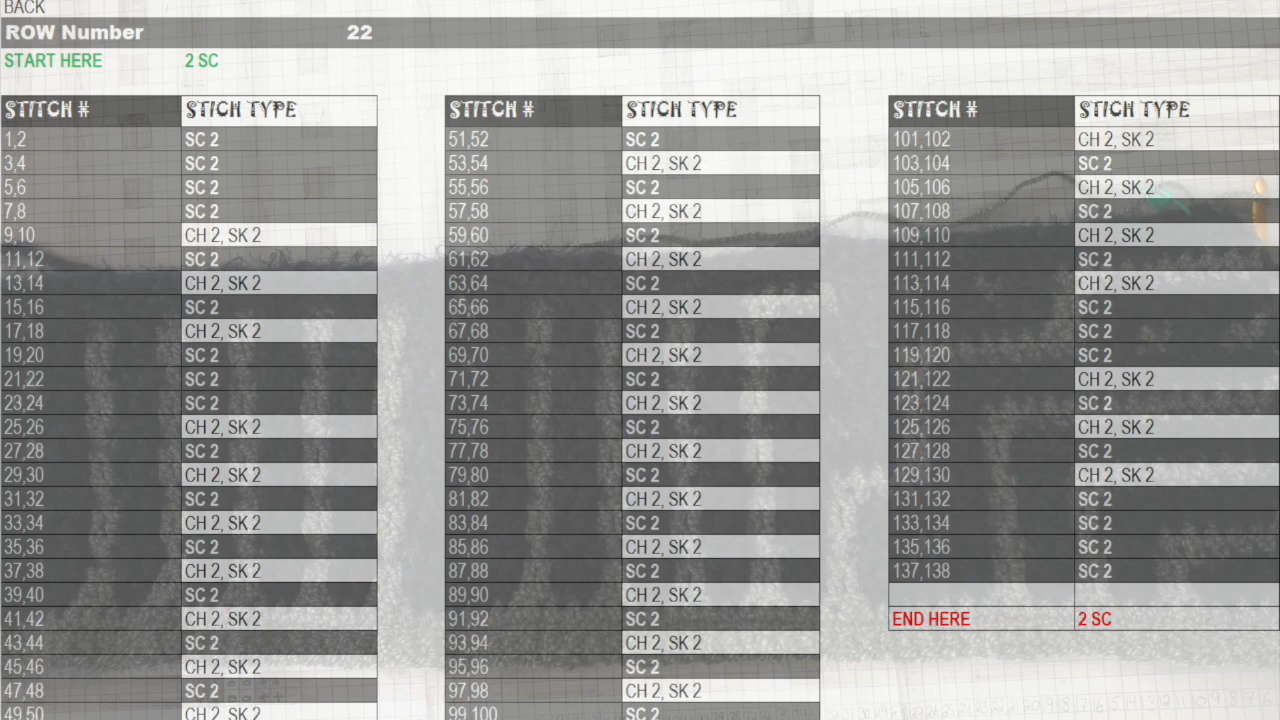 BACK
ROW Number 22
START HERE 2 SC
STITCH # STICH TYPE
1,2 SC 2
3,4 SC 2
5,6 SC 2
7,8 SC 2
9,10 CH 2, SK 2
11,12 SC 2
13,14 CH 2, SK 2
15,16 SC 2
17,18 CH 2, SK 2
19,20 SC 2
21,22 SC 2
23,24 SC 2
25,26 CH 2, SK 2
27,28 SC 2
29,30 CH 2, SK 2
31,32 SC 2
33,34 CH 2, SK 2
35,36 SC 2
37,38 CH 2, SK 2
39,40 SC 2
41,42 CH 2, SK 2
43,44 SC 2
45,46 CH 2, SK 2
47,48 SC 2
49,50 CH 2, SK 2
STITCH # STICH TYPE
51,52 SC 2
53,54 CH 2, SK 2
55,56 SC 2
57,58 CH 2, SK 2
59,60 SC 2
61,62 CH 2, SK 2
63,64 SC 2
65,66 CH 2, SK 2
67,68 SC 2
69,70 CH 2, SK 2
71,72 SC 2
73,74 CH 2, SK 2
75,76 SC 2
77,78 CH 2, SK 2
79,80 SC 2
81,82 CH 2, SK 2
83,84 SC 2
85,86 CH 2, SK 2
87,88 SC 2
89,90 CH 2, SK 2
91,92 SC 2
93,94 CH 2, SK 2
95,96 SC 2
97,98 CH 2, SK 2
99,100 SC 2
STITCH # STICH TYPE
101,102 CH 2, SK 2
103,104 SC 2
105,106 CH 2, SK 2
107,108 SC 2
109,110 CH 2, SK 2
111,112 SC 2
113,114 CH 2, SK 2
115,116 SC 2
117,118 SC 2
119,120 SC 2
121,122 CH 2, SK 2
123,124 SC 2
125,126 CH 2, SK 2
127,128 SC 2
129,130 CH 2, SK 2
131,132 SC 2
133,134 SC 2
135,136 SC 2
137,138 SC 2
END HERE 2 SC